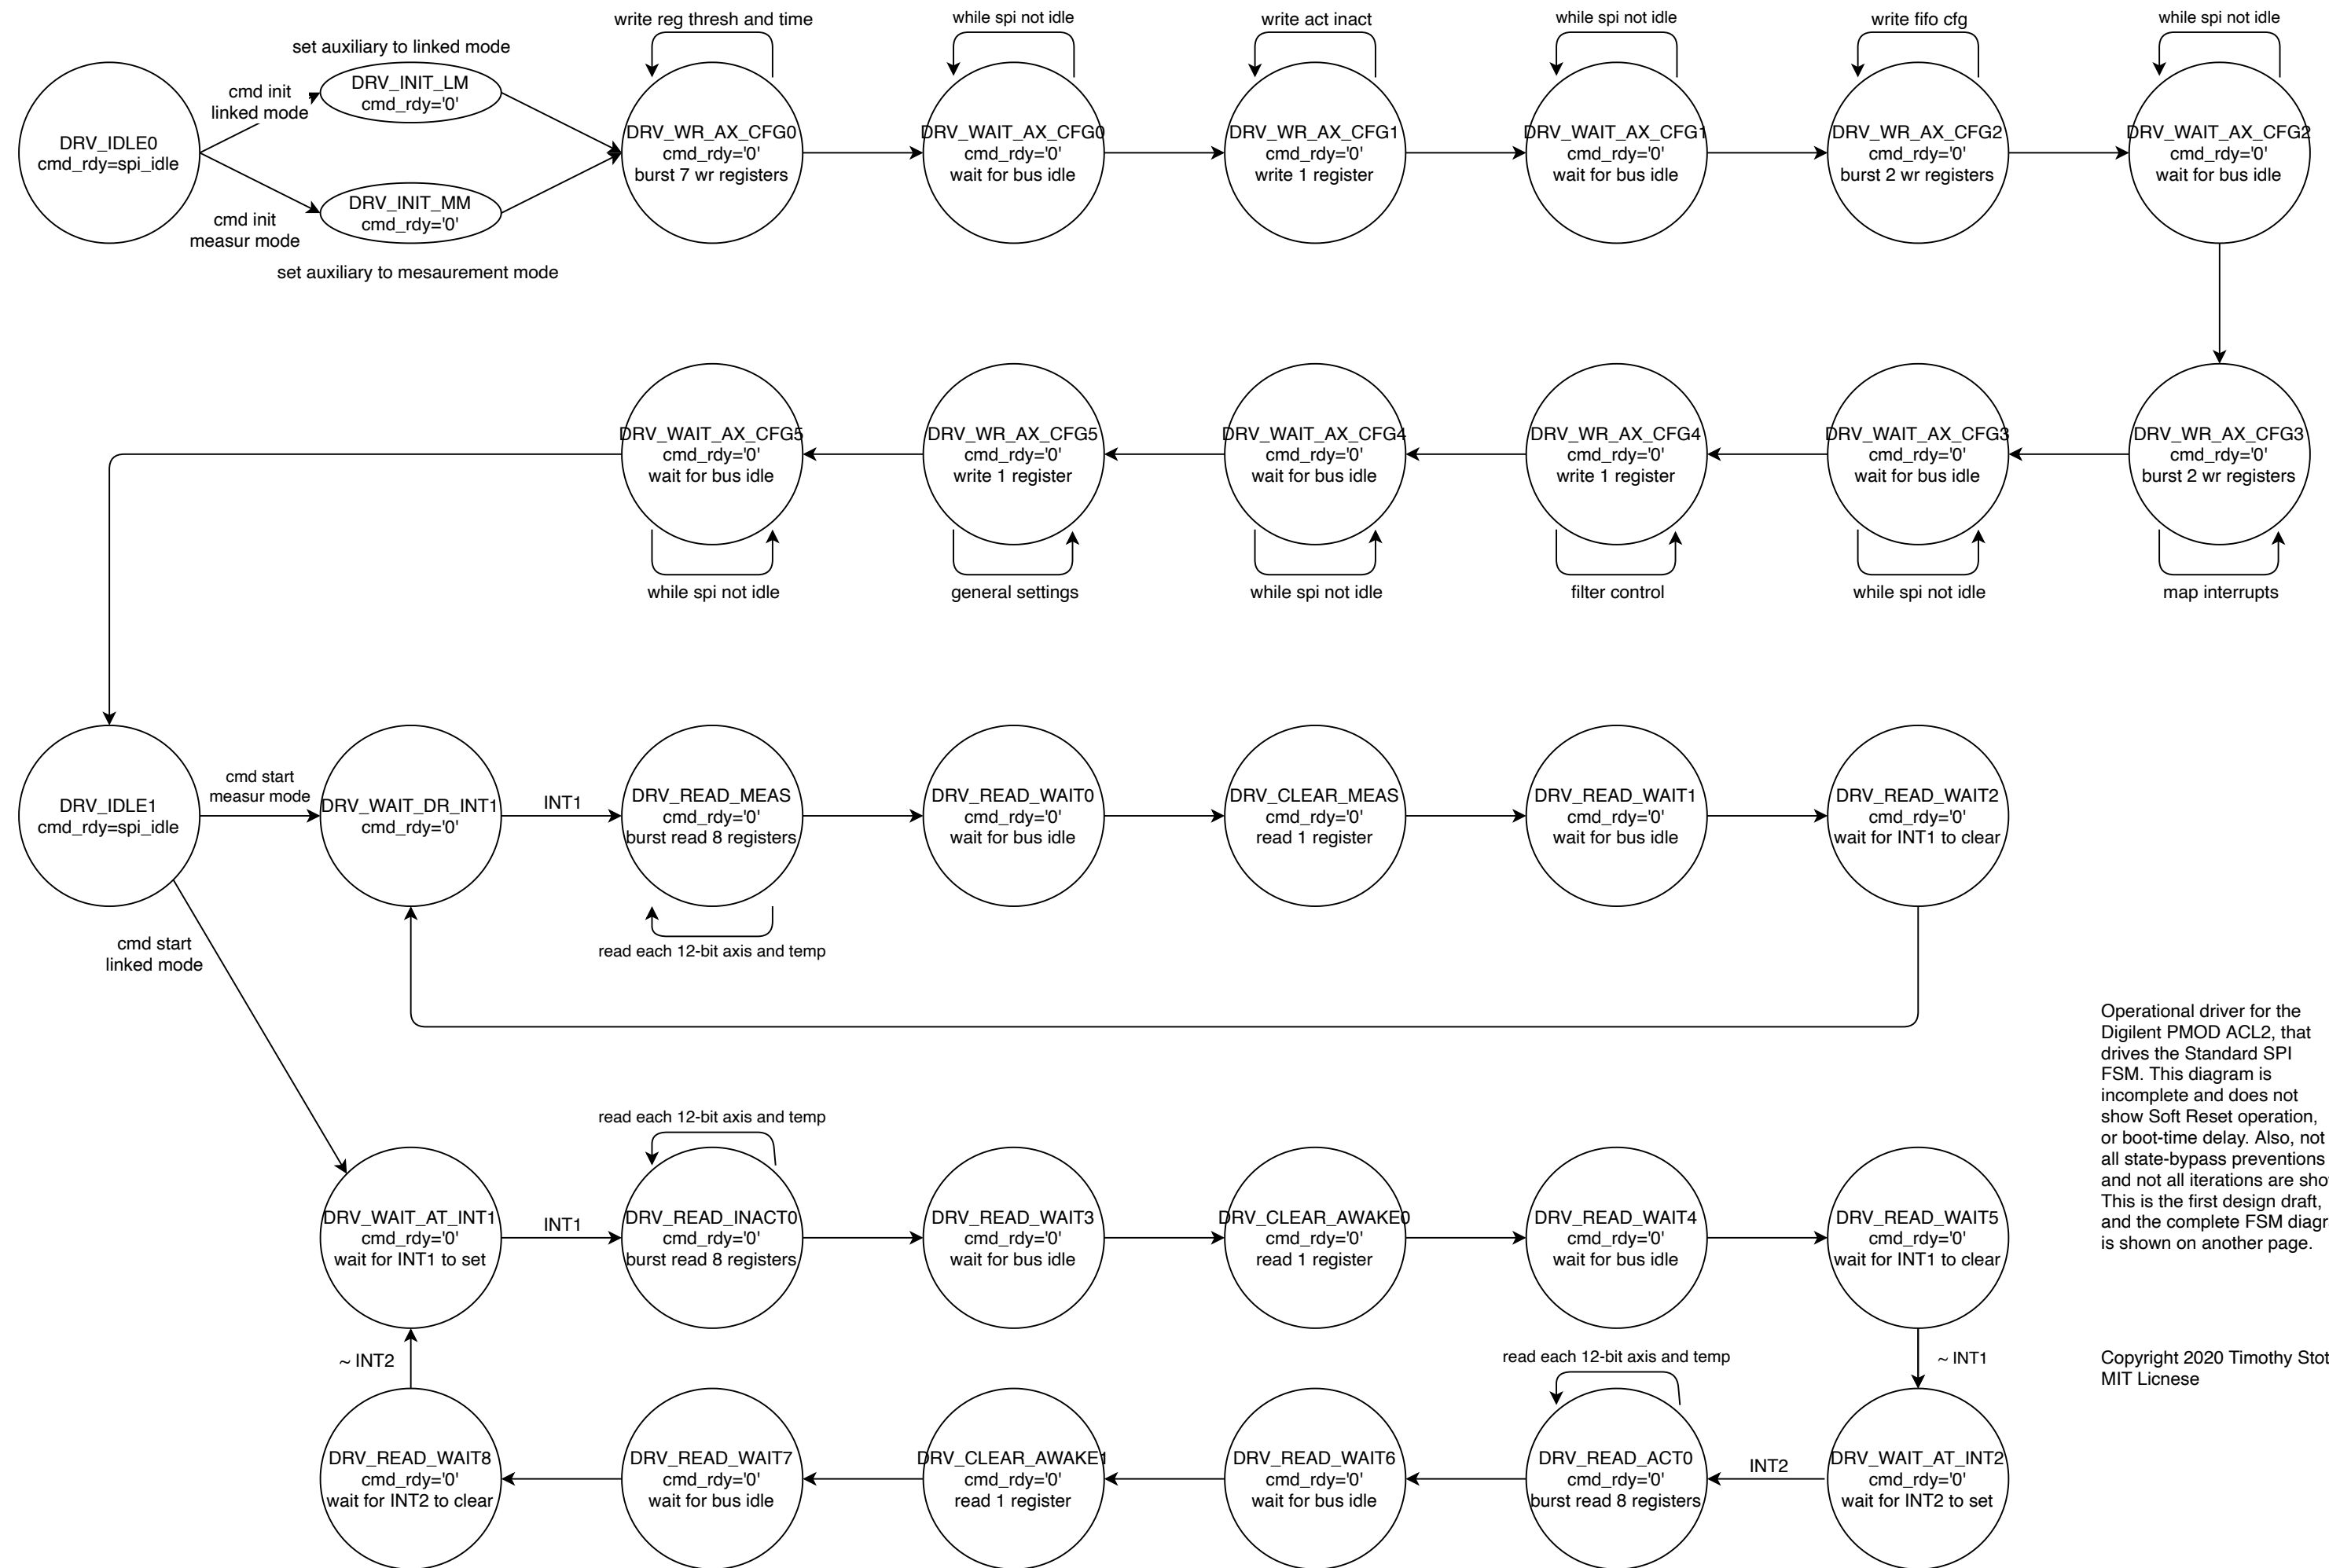 write reg thresh and time
while spi not idle
write act inact
while spi not idle
write fifo cfg
while spi not idle
set auxiliary to linked mode
cmd init
linked mode
DRV_INIT_LM
cmd_rdy='0'
DRV_IDLE0
cmd_rdy=spi_idle
cmd init
measur mode
DRV_INIT_MM
cmd_rdy='0'
set auxiliary to mesaurement mode
DRV_WR_AX_CFG0
cmd_rdy='0'
burst 7 wr registers
DRV_WAIT_AX_CFG0
cmd_rdy='0'
wait for bus idle
DRV_WR_AX_CFG1
cmd_rdy='0'
write 1 register
DRV_WAIT_AX_CFG1
cmd_rdy='0'
wait for bus idle
DRV_WR_AX_CFG2
cmd_rdy='0'
burst 2 wr registers
DRV_WAIT_AX_CFG2
cmd_rdy='0'
wait for bus idle
DRV_WAIT_AX_CFG5
cmd_rdy='0'
wait for bus idle
DRV_WR_AX_CFG5
cmd_rdy='0'
write 1 register
DRV_WAIT_AX_CFG4
cmd_rdy='0'
wait for bus idle
DRV_WR_AX_CFG4
cmd_rdy='0'
write 1 register
DRV_WAIT_AX_CFG3
cmd_rdy='0'
wait for bus idle
DRV_WR_AX_CFG3
cmd_rdy='0'
burst 2 wr registers
while spi not idle
general settings
while spi not idle
filter control
while spi not idle
map interrupts
DRV_IDLE1
cmd_rdy=spi_idle
cmd start
measur mode
DRV_WAIT_DR_INT1
cmd_rdy='0'
INT1
DRV_READ_MEAS
cmd_rdy='0'
burst read 8 registers
DRV_READ_WAIT0
cmd_rdy='0'
wait for bus idle
DRV_CLEAR_MEAS
cmd_rdy='0'
read 1 register
DRV_READ_WAIT1
cmd_rdy='0'
wait for bus idle
DRV_READ_WAIT2
cmd_rdy='0'
wait for INT1 to clear
read each 12-bit axis and temp
cmd start
linked mode
Operational driver for the
Digilent PMOD ACL2, that
drives the Standard SPI
FSM. This diagram is
incomplete and does not
show Soft Reset operation,
or boot-time delay. Also, not
all state-bypass preventions
and not all iterations are
This is the first design draft,
and the complete FSM
is shown on another page.
read each 12-bit axis and temp
DRV_WAIT_AT_INT1
cmd_rdy='0'
wait for INT1 to set
INT1
DRV_READ_INACT0
cmd_rdy='0'
burst read 8 registers
DRV_READ_WAIT3
cmd_rdy='0'
wait for bus idle
DRV_CLEAR_AWAKE0
cmd_rdy='0'
read 1 register
DRV_READ_WAIT4
cmd_rdy='0'
wait for bus idle
DRV_READ_WAIT5
cmd_rdy='0'
wait for INT1 to clear
~ INT2
read each 12-bit axis and temp
~ INT1
Copyright 2020 Timothy
MIT Licnese
DRV_READ_WAIT8
cmd_rdy='0'
wait for INT2 to clear
DRV_READ_WAIT7
cmd_rdy='0'
wait for bus idle
DRV_CLEAR_AWAKE1
cmd_rdy='0'
read 1 register
DRV_READ_WAIT6
cmd_rdy='0'
wait for bus idle
DRV_READ_ACT0
cmd_rdy='0'
burst read 8 registers
INT2
DRV_WAIT_AT_INT2
cmd_rdy='0'
wait for INT2 to set